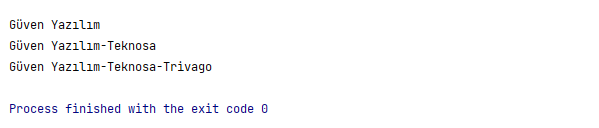 Güven Yazılım
Güven Yazılım-Teknosa
Güven Yazılım-Teknosa-Trivago
Process finished with the exit code 0